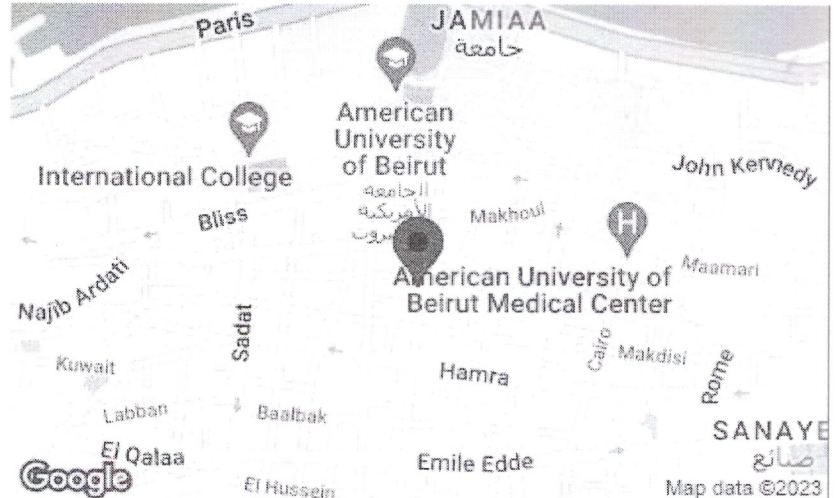 Paris
JAMIAA
جامعة
American
University
of Beirut
الجامعة
الأمريكية
International College
John Kennedy
Bliss
Makhoul
American University of
Beirut Medical Center
Maamari
Najib Ardati
Sadat
Kuwait
Hamra
Cairo
Makdisi
Rome
Labban
Baalbak
SANAYE
صنائع
El Qalaa
Emile Edde
Google
El Hussein
Map data ©2023